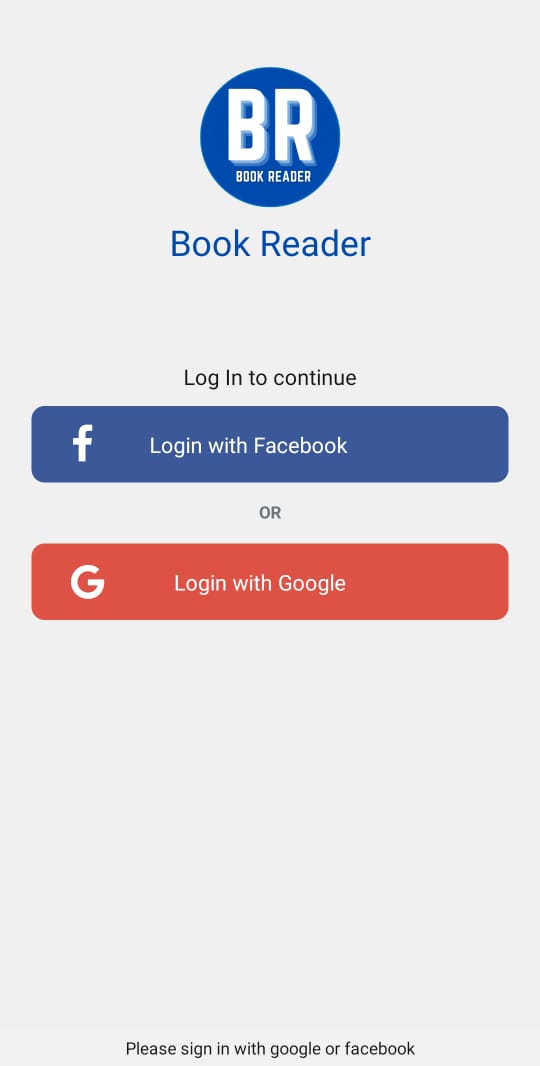 BR
BOOK READER
Book Reader
Log In to continue
Login with Facebook
OR
Login with Google
Please sign in with google or facebook